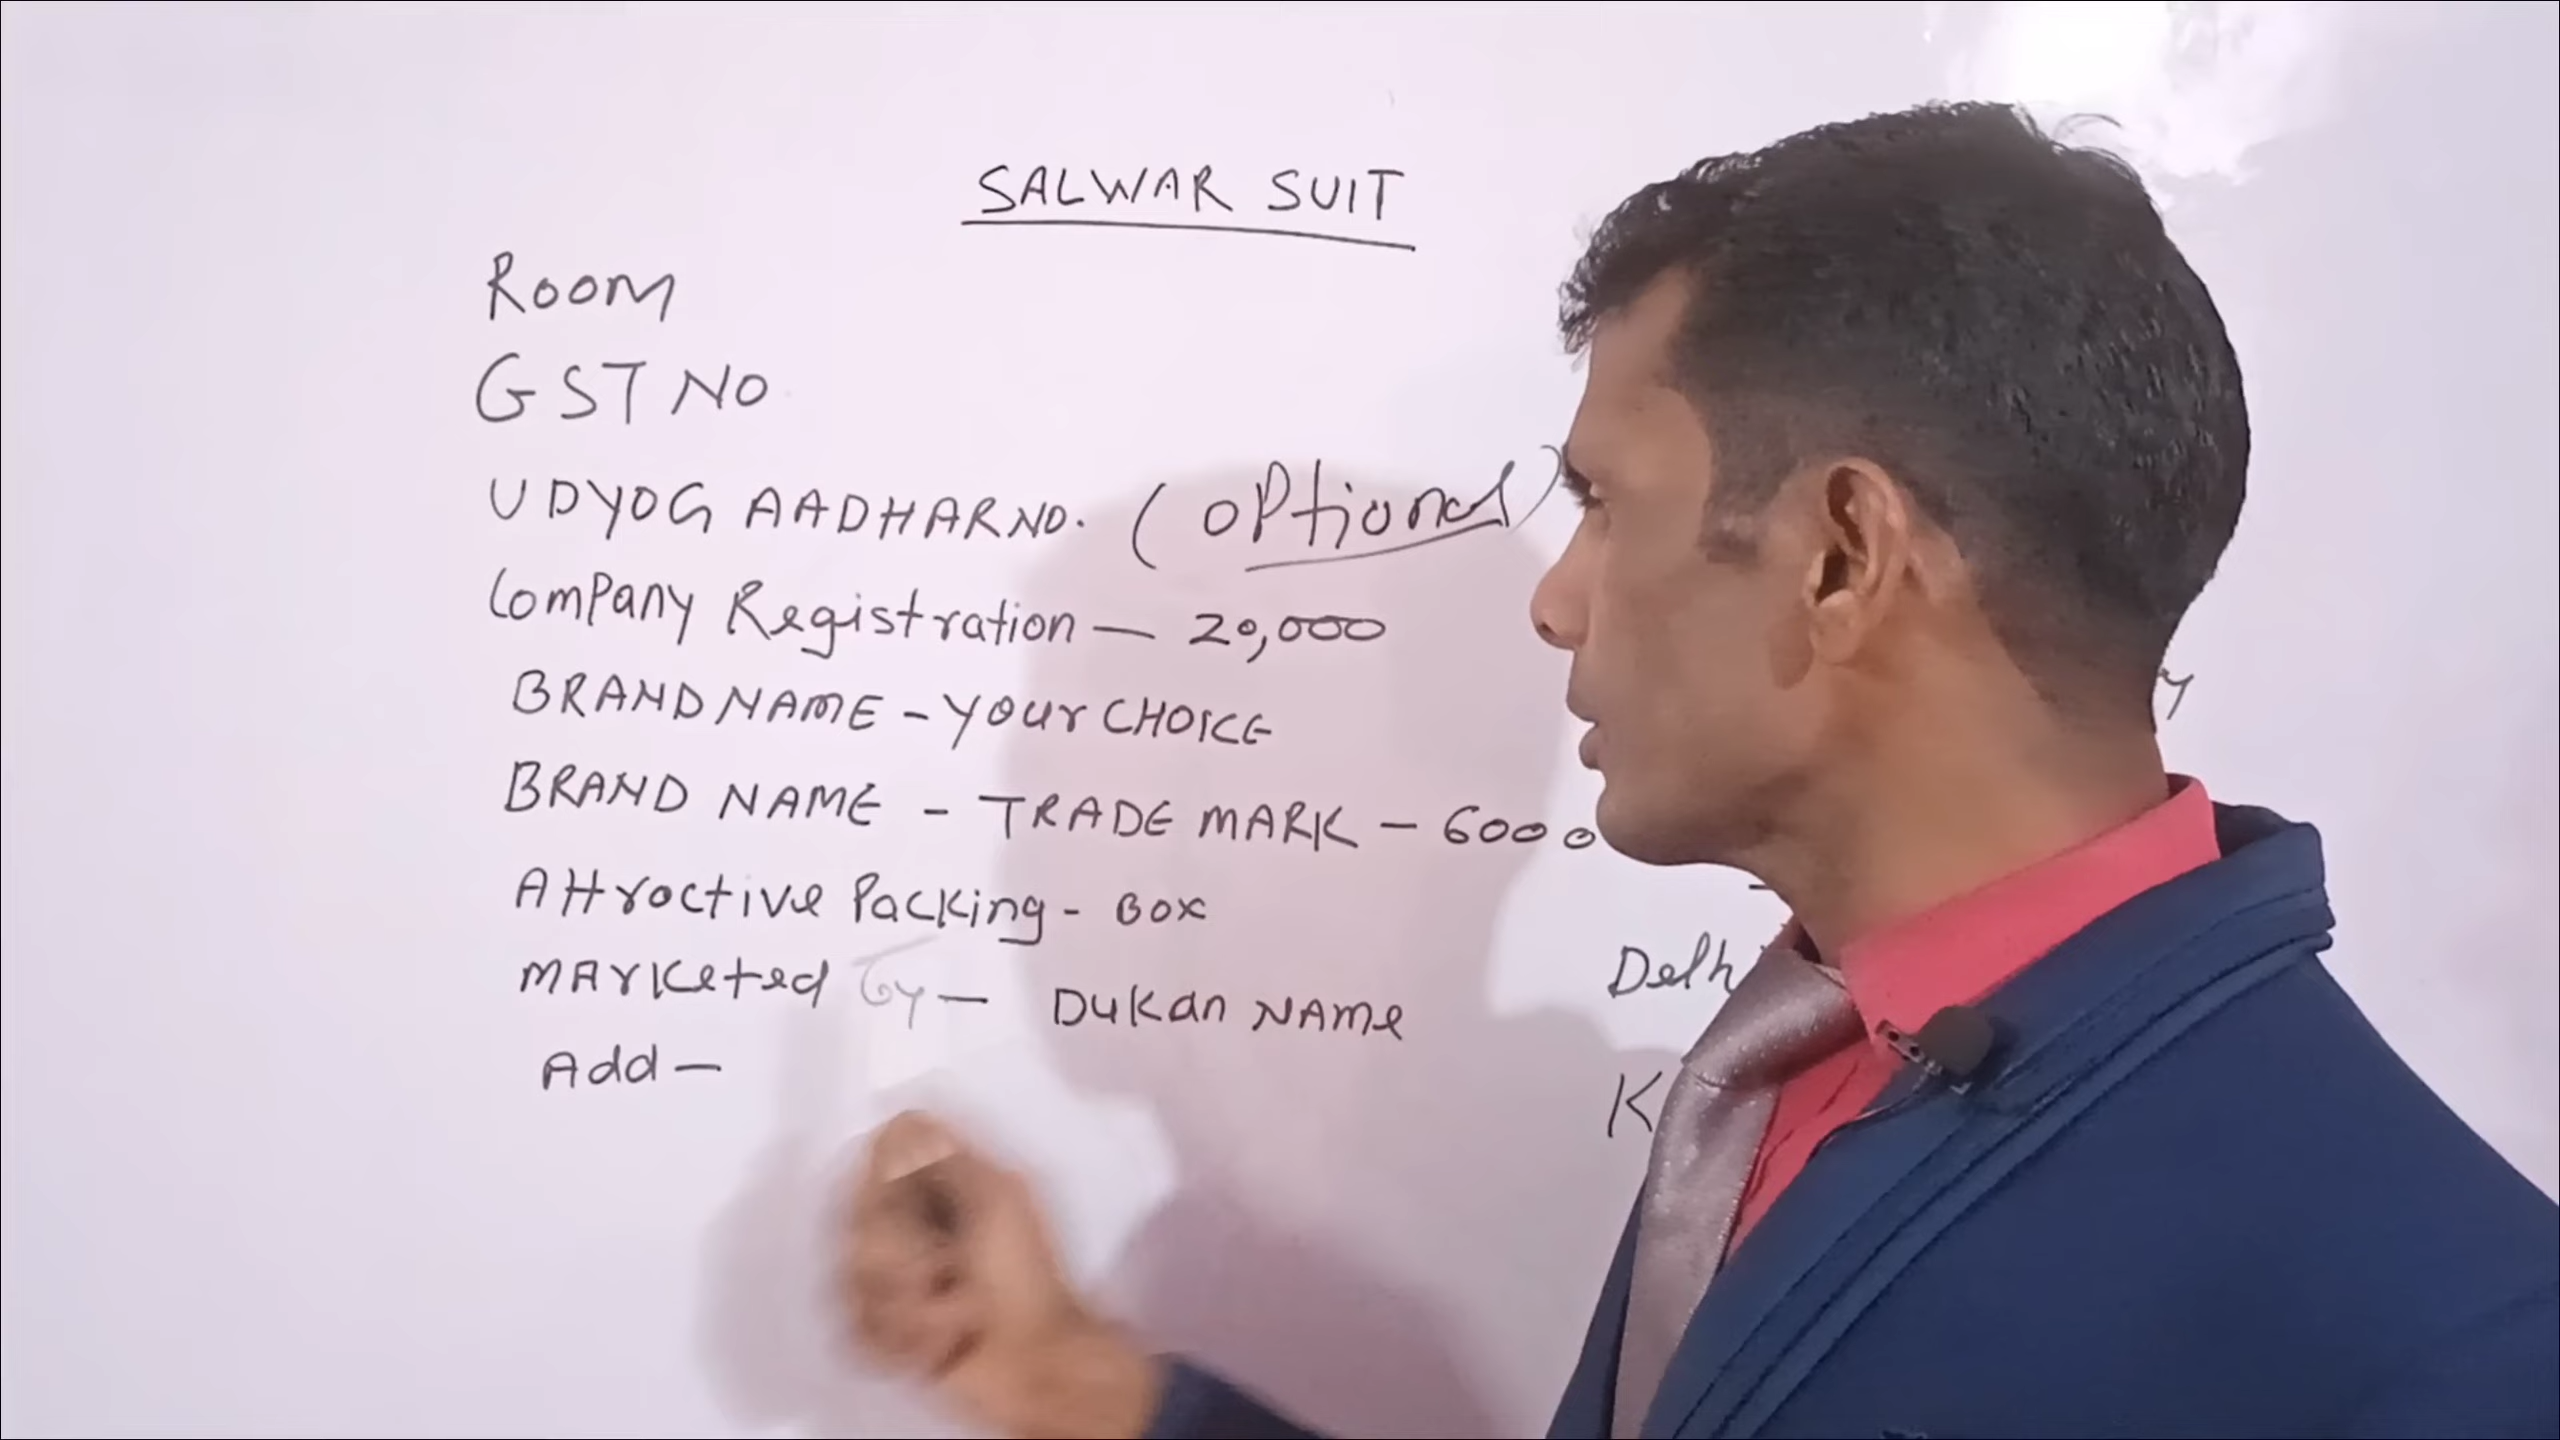 SALWAR SUIT
Room
GST NO
UDYOG AADHAR NO. (OPtional)
Company Registration — 20,000
BRAND NAME - Your CHOICE
BRAND NAME - TRADE MARK - 6000
Attroctive Packing - Box
MArketed By — Dukan NAMe
Add —